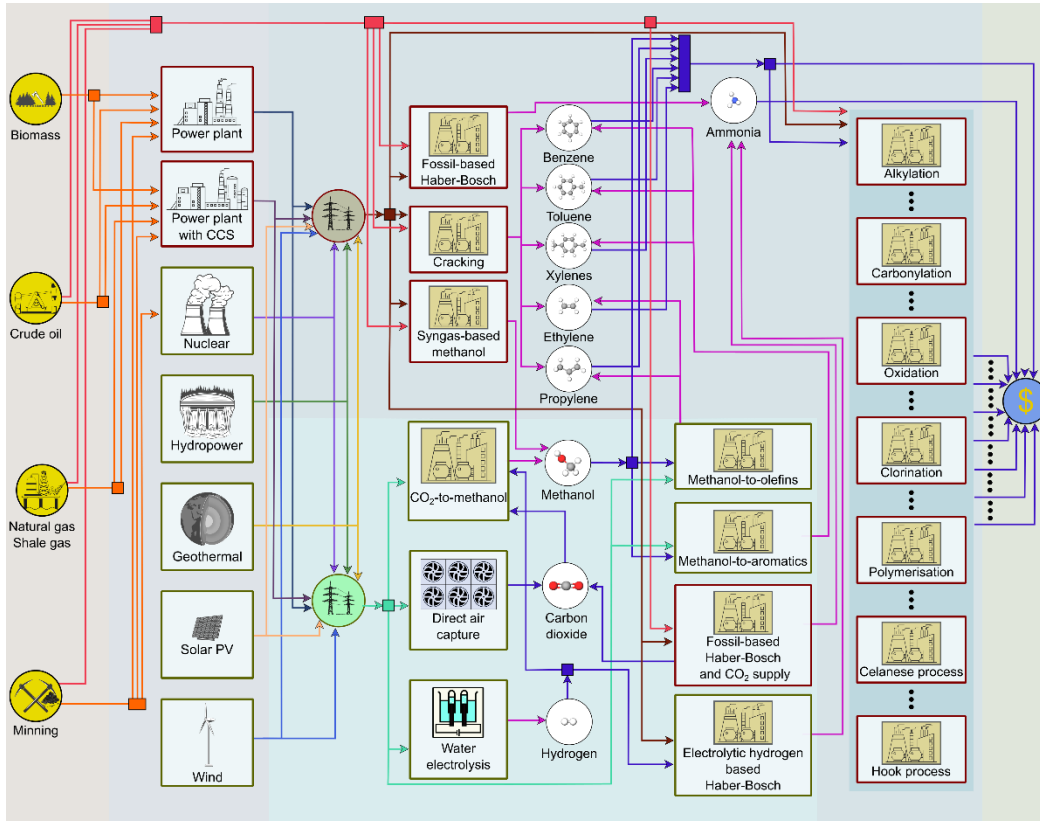 Biomass
Crude oil
Natural gas
Shale gas
Minning
Power plant
Power plant
with CCS
Nuclear
Hydropower
Geothermal
Solar PV
Wind
Fossil-based
Haber-Bosch
Cracking
Syngas-based
methanol
CO₂-to-methanol
Direct air
capture
Water
electrolysis
Benzene
Toluene
Xylenes
Ethylene
Propylene
Methanol
Carbon
dioxide
Hydrogen
Ammonia
Methanol-to-olefins
Methanol-to-aromatics
Fossil-based
Haber-Bosch
and CO₂ supply
Electrolytic hydrogen
based
Haber-Bosch
Alkylation
Carbonylation
Oxidation
Clorination
Polymerisation
Celanese process
Hook process
$